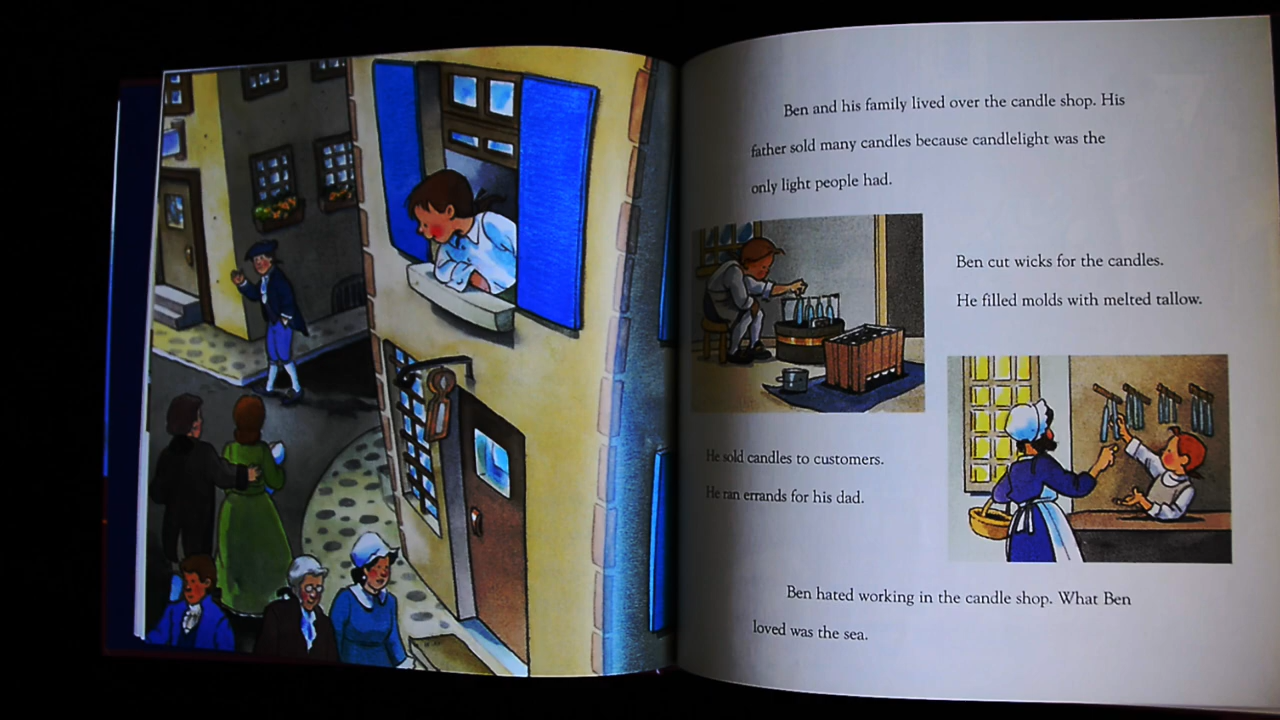 Ben and his family lived over the candle shop. His
father sold many candles because candlelight was the
only light people had.
Ben cut wicks for the candles.
He filled molds with melted tallow.
He sold candles to customers.
He ran errands for his dad.
Ben hated working in the candle shop. What Ben
loved was the sea.